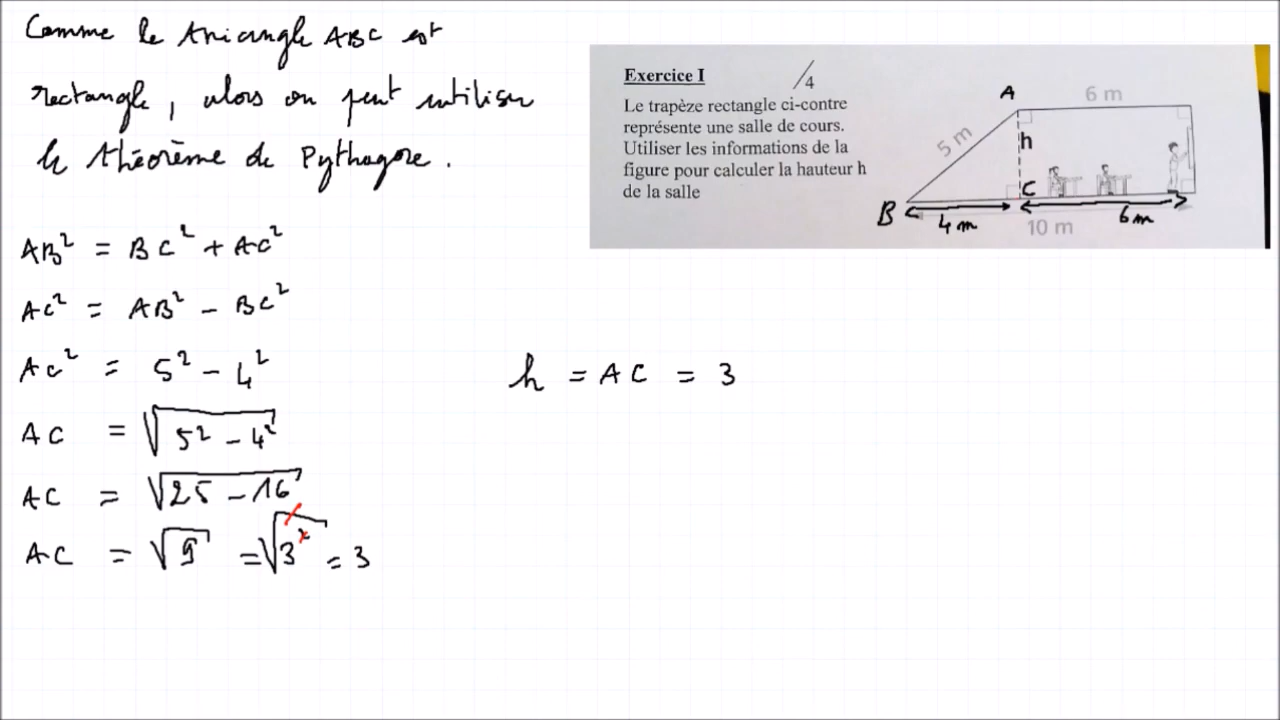 Comme le triangle ABC est
rectangle, alors on peut utiliser
le théorème de Pythagore.
AB² = BC² + AC²
AC² = AB² - BC²
AC² = 5² - 4²
AC = √(5² - 4²)
AC = √(25 - 16)
AC = √9 = √3² = 3
h = AC = 3
Exercice I
/4
Le trapèze rectangle ci-contre
représente une salle de cours.
Utiliser les informations de la
figure pour calculer la hauteur h
de la salle
A
6 m
5 m
h
C
B
4 m
6 m
10 m